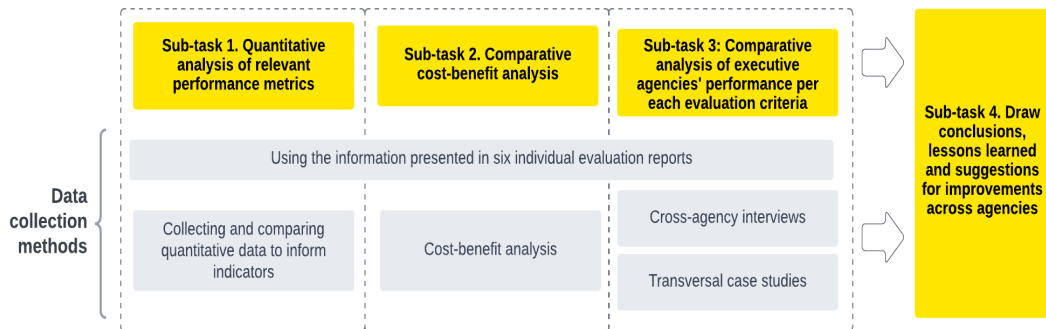 Sub-task 1. Quantitative
analysis of relevant
performance metrics
Sub-task 2. Comparative
cost-benefit analysis
Sub-task 3: Comparative
analysis of executive
agencies' performance per
each evaluation criteria
Sub-task 4. Draw
conclusions,
lessons learned
and suggestions
for improvements
across agencies
Data
collection
methods
Using the information presented in six individual evaluation reports
Collecting and comparing
quantitative data to inform
indicators
Cost-benefit analysis
Cross-agency interviews
Transversal case studies